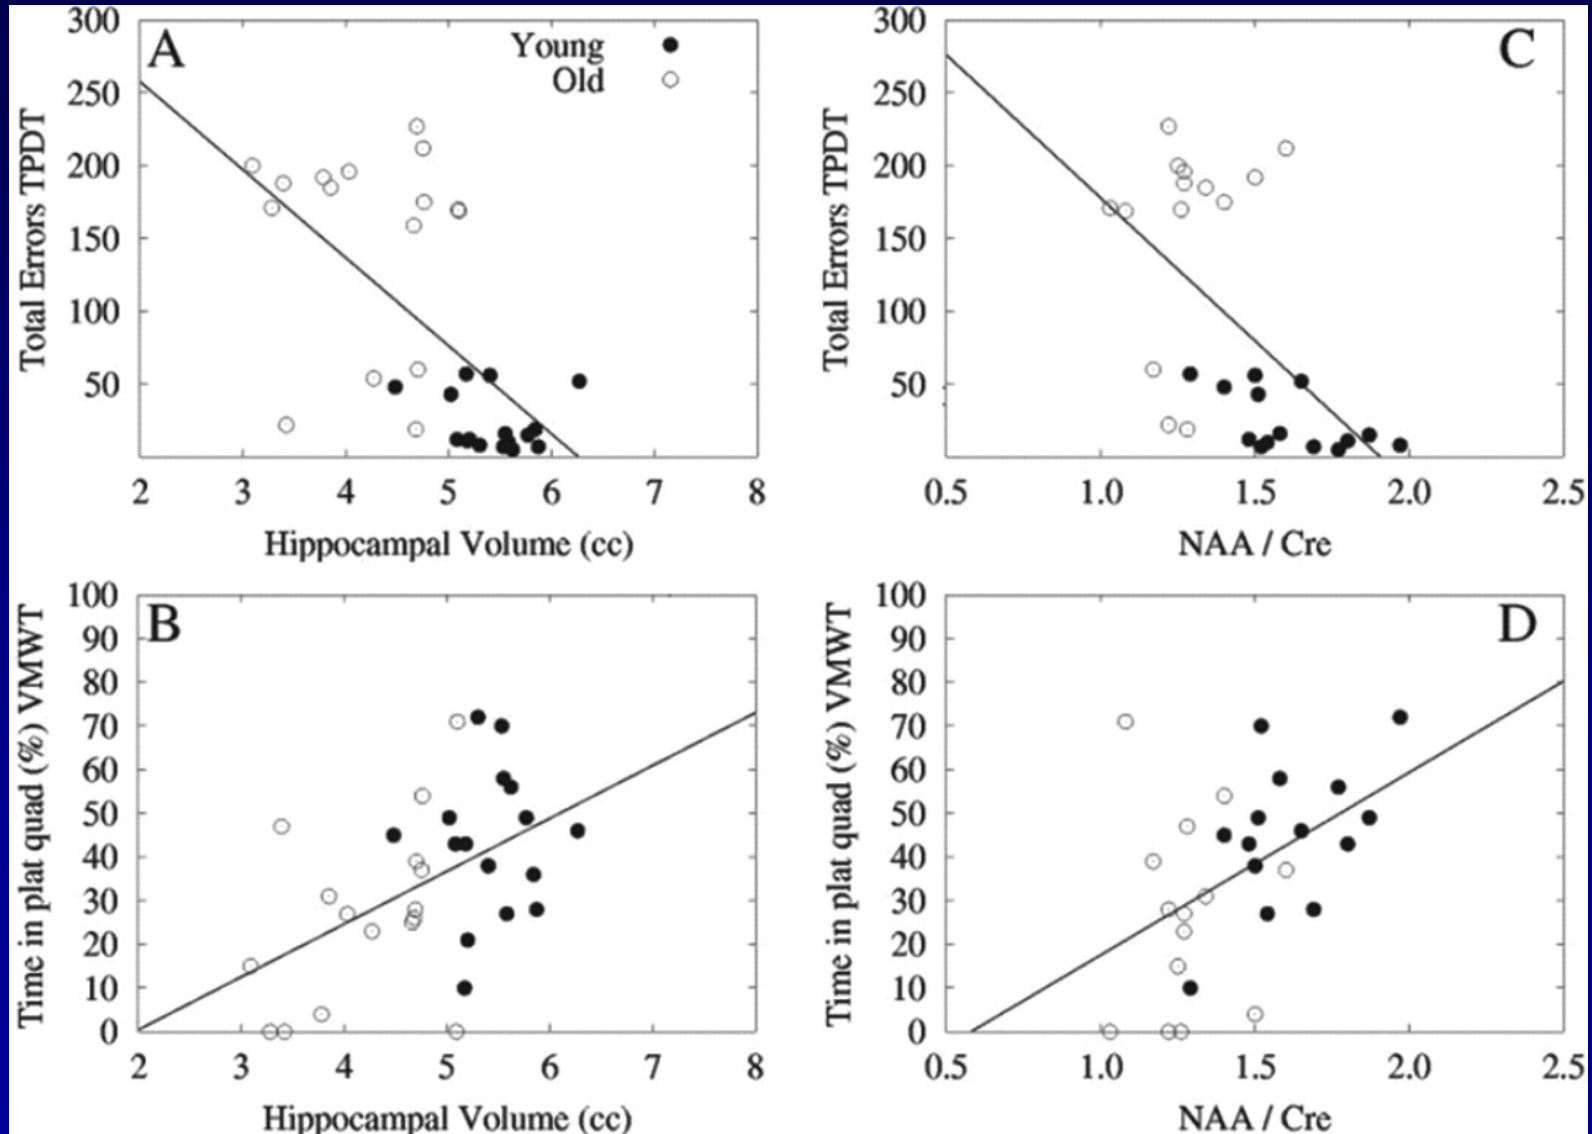 A
Young
Old
300
250
200
150
100
50
2 3 4 5 6 7 8
Total Errors TPDT
Hippocampal Volume (cc)
C
300
250
200
150
100
50
0.5 1.0 1.5 2.0 2.5
Total Errors TPDT
NAA / Cre
B
100
90
80
70
60
50
40
30
20
10
0
2 3 4 5 6 7 8
Time in plat quad (%) VMWT
Hippocampal Volume (cc)
D
100
90
80
70
60
50
40
30
20
10
0
0.5 1.0 1.5 2.0 2.5
Time in plat quad (%) VMWT
NAA / Cre